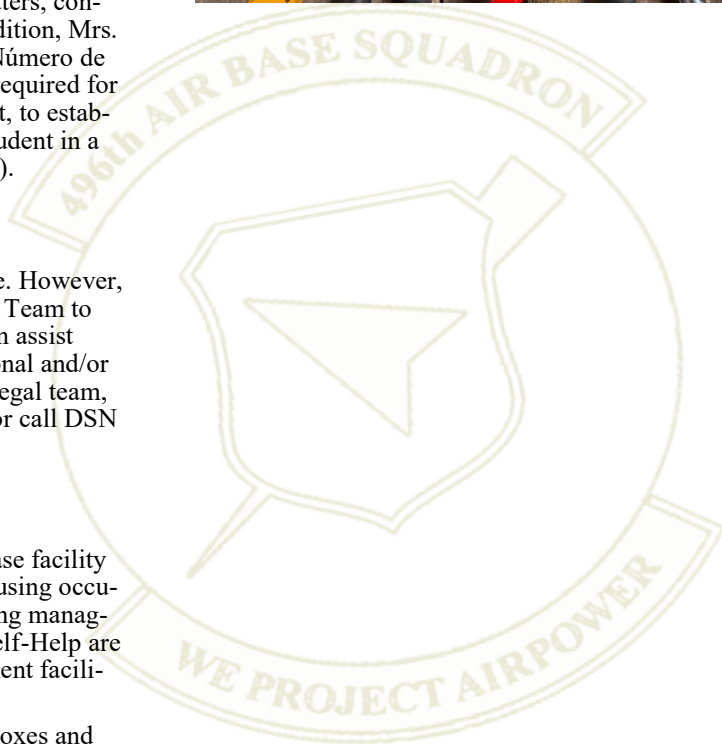 ters, con-
dition, Mrs.
Número de
equired for
t, to estab-
udent in a
).
e. However,
Team to
n assist
onal and/or
egal team,
or call DSN
ase facility
using occu-
ng manag-
elf-Help are
ent facili-
oxes and
496th AIR BASE SQUADRON
WE PROJECT AIRPOWER